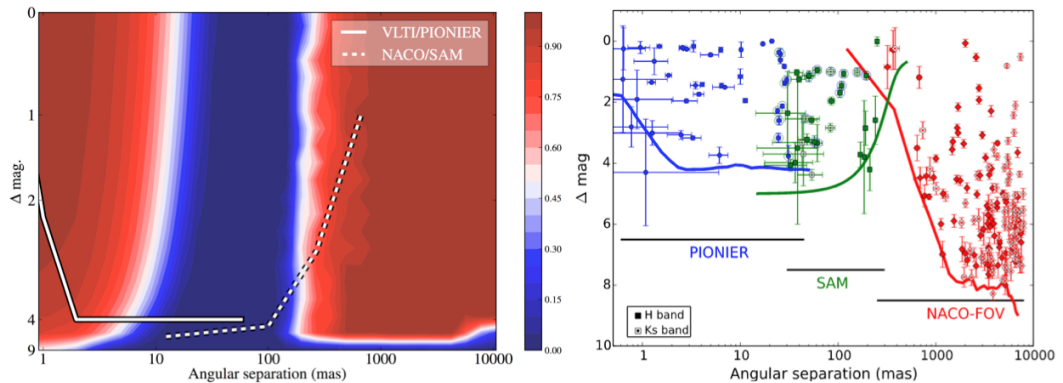 0
1
2
4
9
Δ mag.
VLTI/PIONIER
NACO/SAM
1
10
100
1000
10000
Angular separation (mas)
0.90
0.75
0.60
0.45
0.30
0.15
0.00
0
2
4
6
8
10
Δ mag
PIONIER
SAM
NACO-FOV
H band
Ks band
1
10
100
1000
10000
Angular separation (mas)